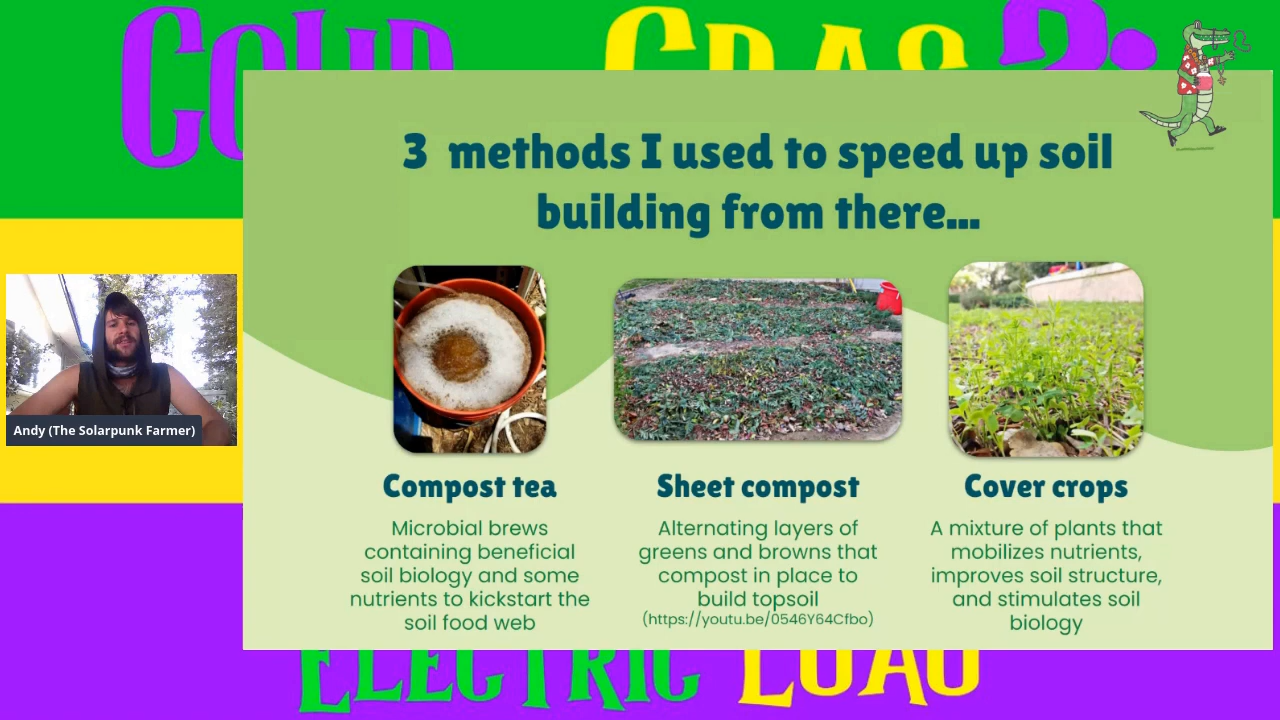 3 methods I used to speed up soil
building from there...
Andy (The Solarpunk Farmer)
Compost tea
Microbial brews
containing beneficial
soil biology and some
nutrients to kickstart the
soil food web
Sheet compost
Alternating layers of
greens and browns that
compost in place to
build topsoil
(https://youtu.be/0546Y64Cfbo)
Cover crops
A mixture of plants that
mobilizes nutrients,
improves soil structure,
and stimulates soil
biology
ELECTRIC LUAU